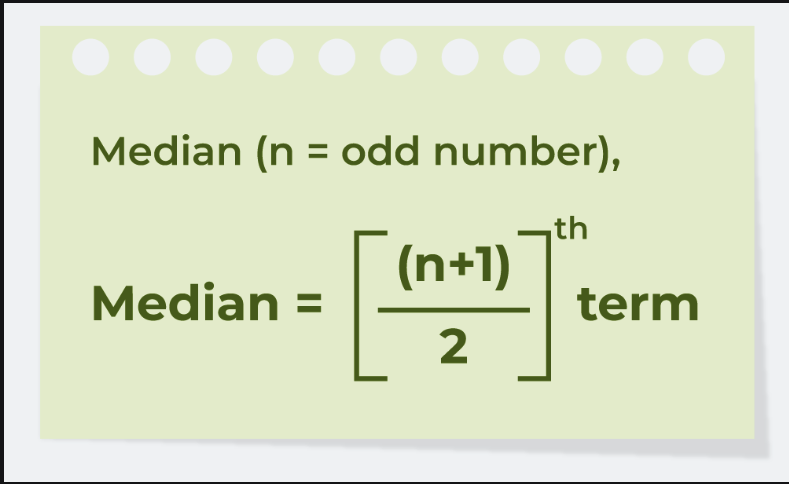 Median (n = odd number),
Median = [(n+1)/2]th term